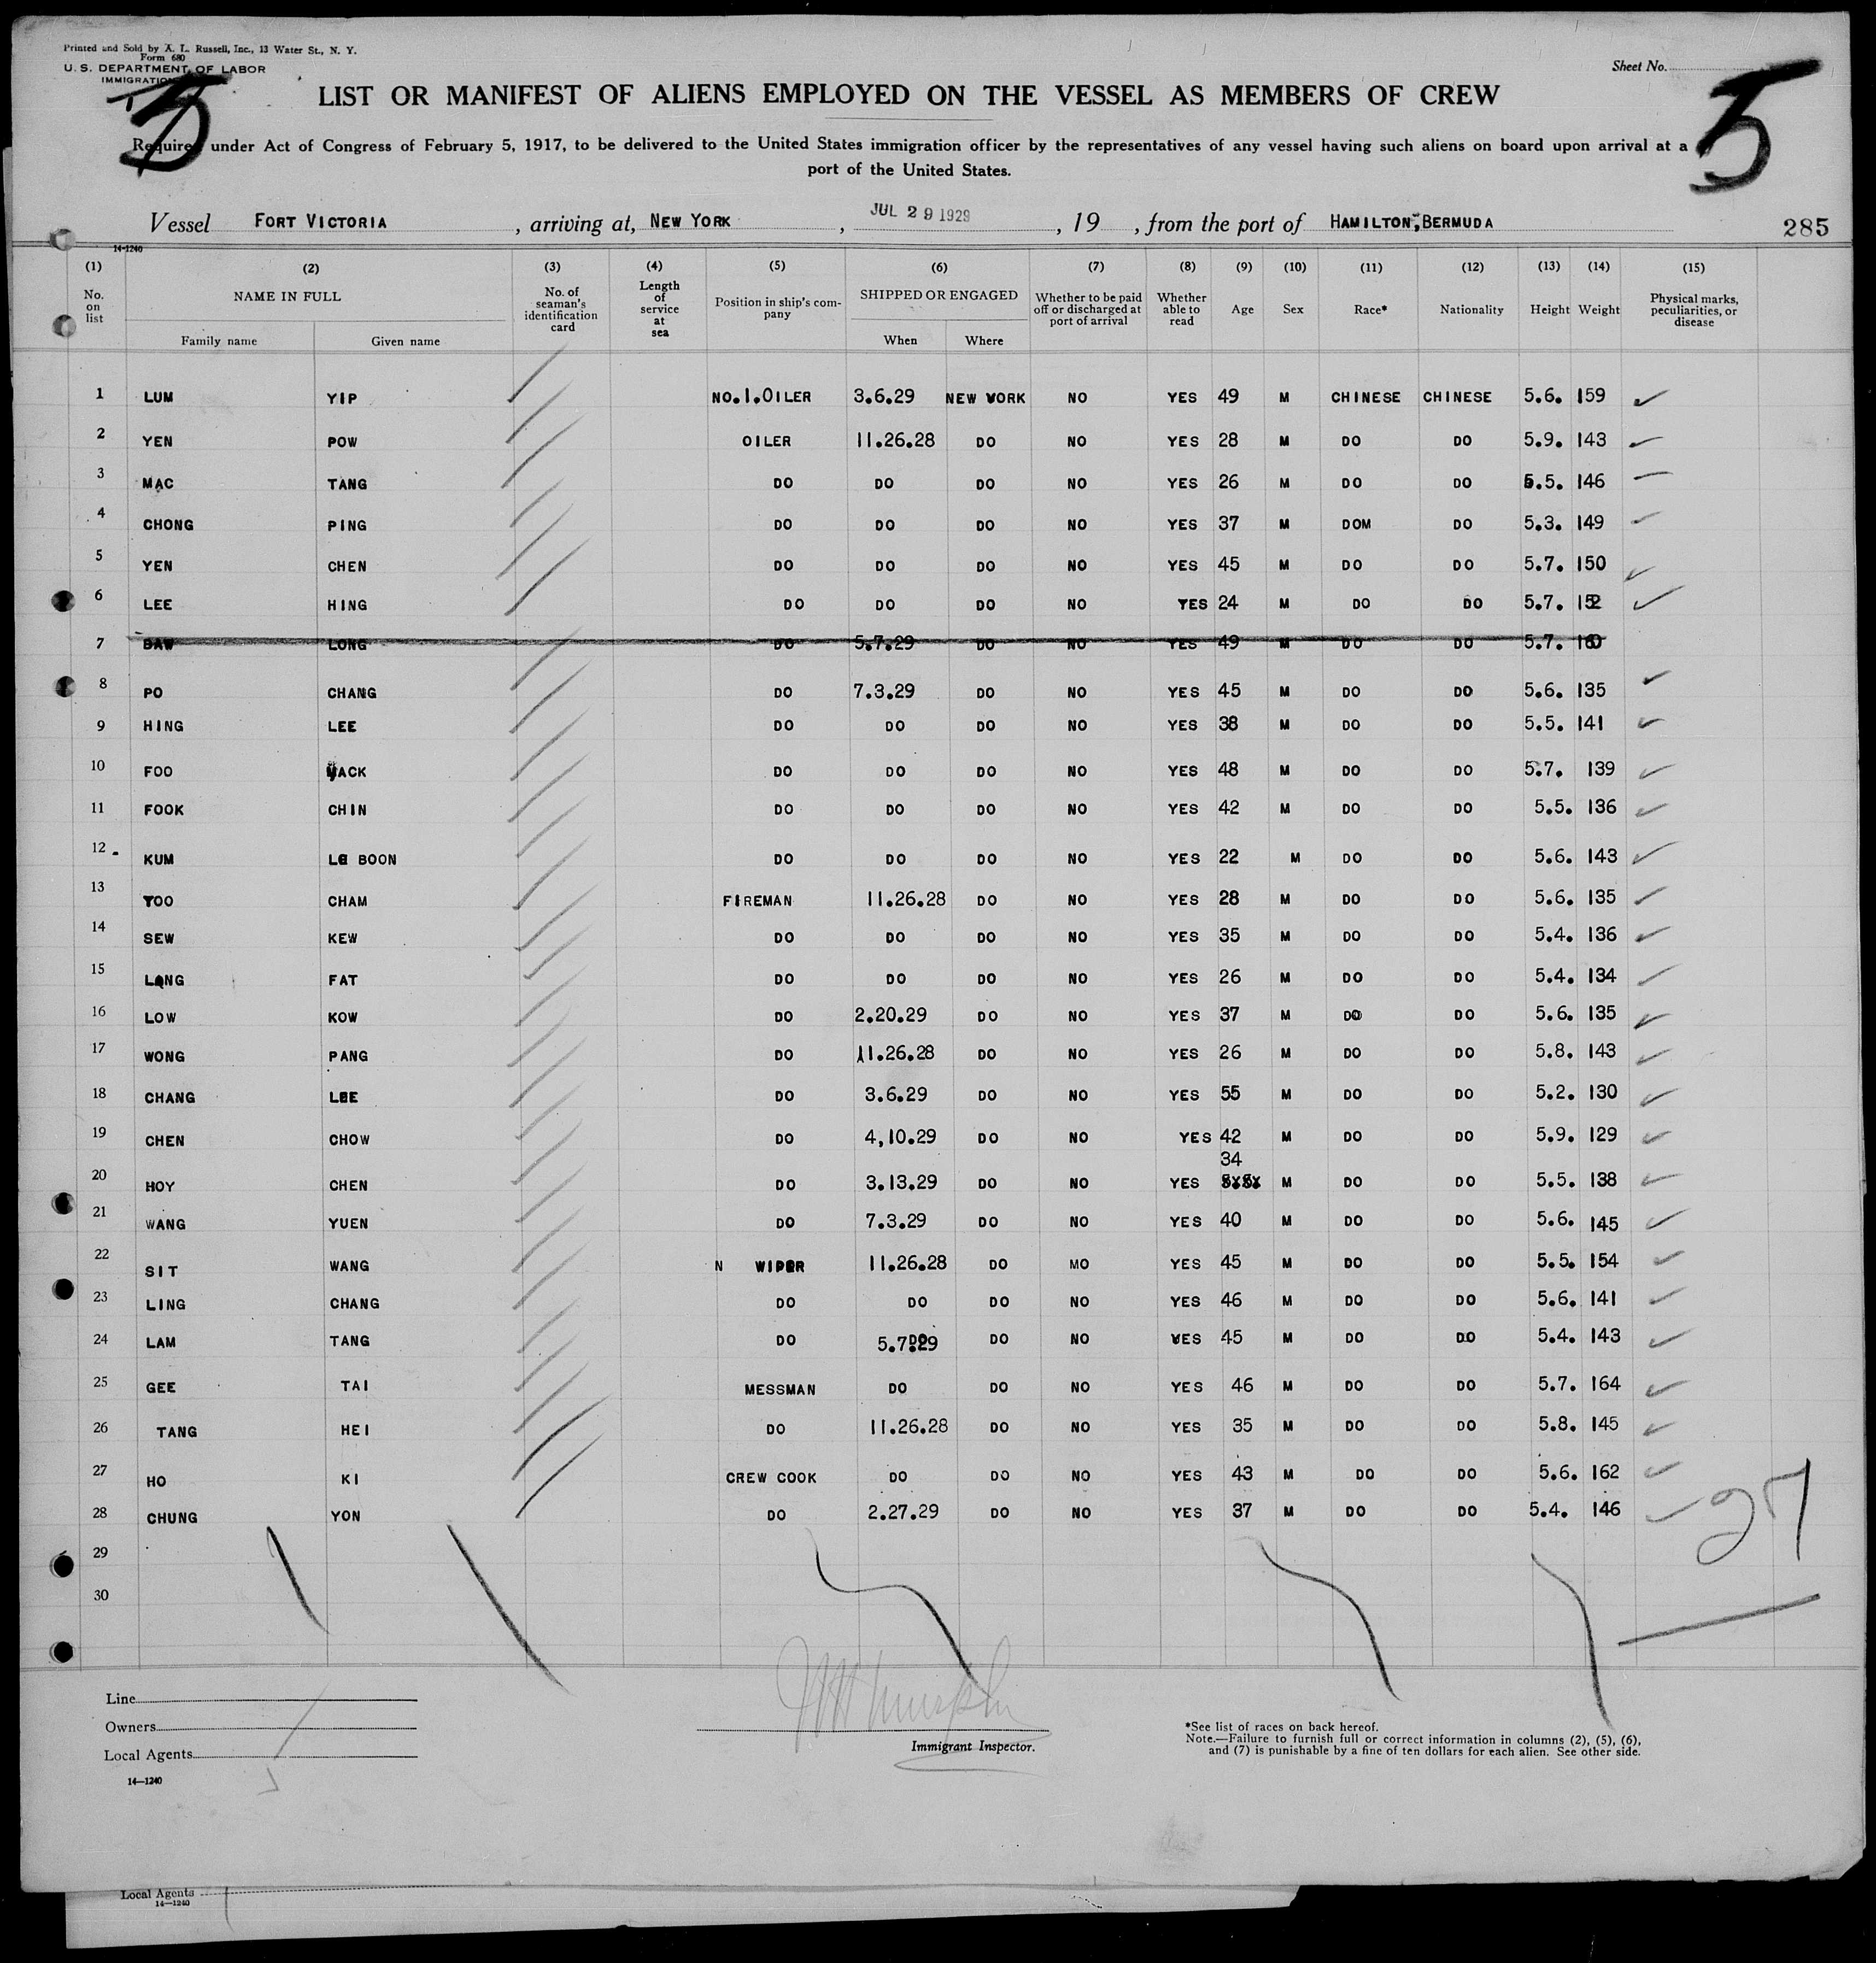 Printed and Sold by A. L. Russell, Inc., 13 Water St., N. Y.
Form 680
U. S. DEPARTMENT OF LABOR
IMMIGRATION
Sheet No.
5 5
LIST OR MANIFEST OF ALIENS EMPLOYED ON THE VESSEL AS MEMBERS OF CREW
Required under Act of Congress of February 5, 1917, to be delivered to the United States immigration officer by the representatives of any vessel having such aliens on board upon arrival at a
port of the United States.
Vessel FORT VICTORIA , arriving at, NEW YORK , JUL 29 1929 , 19 , from the port of HAMILTON, BERMUDA 285
14-1240
(1) (2) (3) (4) (5) (6) (7) (8) (9) (10) (11) (12) (13) (14) (15)
No. on list NAME IN FULL Family name Given name No. of seaman's identification card Length of service at sea Position in ship's company SHIPPED OR ENGAGED When Where Whether to be paid off or discharged at port of arrival Whether able to read Age Sex Race* Nationality Height Weight Physical marks, peculiarities, or disease
1 LUM YIP NO.1.OILER 3.6.29 NEW YORK NO YES 49 M CHINESE CHINESE 5.6. 159
2 YEN POW OILER 11.26.28 DO NO YES 28 M DO DO 5.9. 143
3 MAC TANG DO DO DO NO YES 26 M DO DO 5.5. 146
4 CHONG PING DO DO DO NO YES 37 M DOM DO 5.3. 149
5 YEN CHEN DO DO DO NO YES 45 M DO DO 5.7. 150
6 LEE HING DO DO DO NO YES 24 M DO DO 5.7. 152
7 DAW LONG DO 5.7.29 DO NO YES 49 M DO DO 5.7. 160
8 PO CHANG DO 7.3.29 DO NO YES 45 M DO DO 5.6. 135
9 HING LEE DO DO DO NO YES 38 M DO DO 5.5. 141
10 FOO MACK DO DO DO NO YES 48 M DO DO 5.7. 139
11 FOOK CHIN DO DO DO NO YES 42 M DO DO 5.5. 136
12 KUM BOON DO DO DO NO YES 22 M DO DO 5.6. 143
13 TOO CHAM FIREMAN 11.26.28 DO NO YES 28 M DO DO 5.6. 135
14 SEW KEW DO DO DO NO YES 35 M DO DO 5.4. 136
15 FAT DO DO DO NO YES 26 M DO DO 5.4. 134
16 LOW KOW DO 2.20.29 DO NO YES 37 M DO DO 5.6. 135
17 WONG PANG DO 11.26.28 DO NO YES 26 M DO DO 5.8. 143
18 CHANG LEE DO 3.6.29 DO NO YES 55 M DO DO 5.2. 130
19 CHEN CHOW DO 4,10.29 DO NO YES 42 M DO DO 5.9. 129
34
20 HOY CHEN DO 3.13.29 DO NO YES M DO DO 5.5. 138
21 WANG YUEN DO 7.3.29 DO NO YES 40 M DO DO 5.6. 145
22 SIT WANG N WIPER 11.26.28 DO MO YES 45 M DO DO 5.5. 154
23 LING CHANG DO DO DO NO YES 46 M DO DO 5.6. 141
24 LAM TANG DO 5.7.29 DO NO YES 45 M DO DO 5.4. 143
25 GEE TAI MESSMAN DO DO NO YES 46 M DO DO 5.7. 164
26 TANG HEI DO 11.26.28 DO NO YES 35 M DO DO 5.8. 145
27 HO KI CREW COOK DO DO NO YES 43 M DO DO 5.6. 162
28 CHUNG YON DO 2.27.29 DO NO YES 37 M DO DO 5.4. 146
27
29
30
Line
Owners
Local Agents
14—1240
Immigrant Inspector.
*See list of races on back hereof.
Note.—Failure to furnish full or correct information in columns (2), (5), (6),
and (7) is punishable by a fine of ten dollars for each alien. See other side.
Local Agents
14—1240